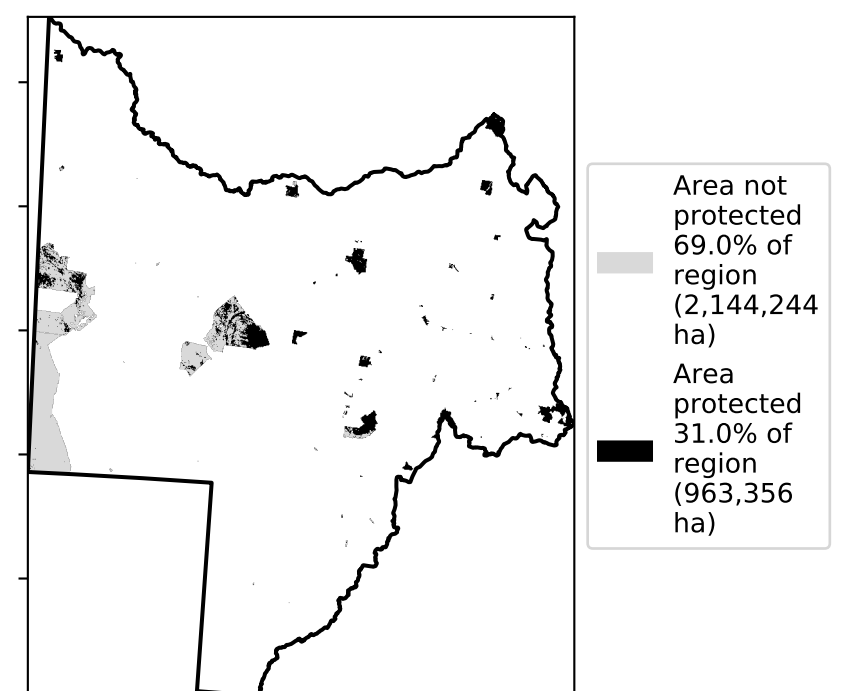 Area not
protected
69.0% of
region
(2,144,244
ha)
Area
protected
31.0% of
region
(963,356
ha)